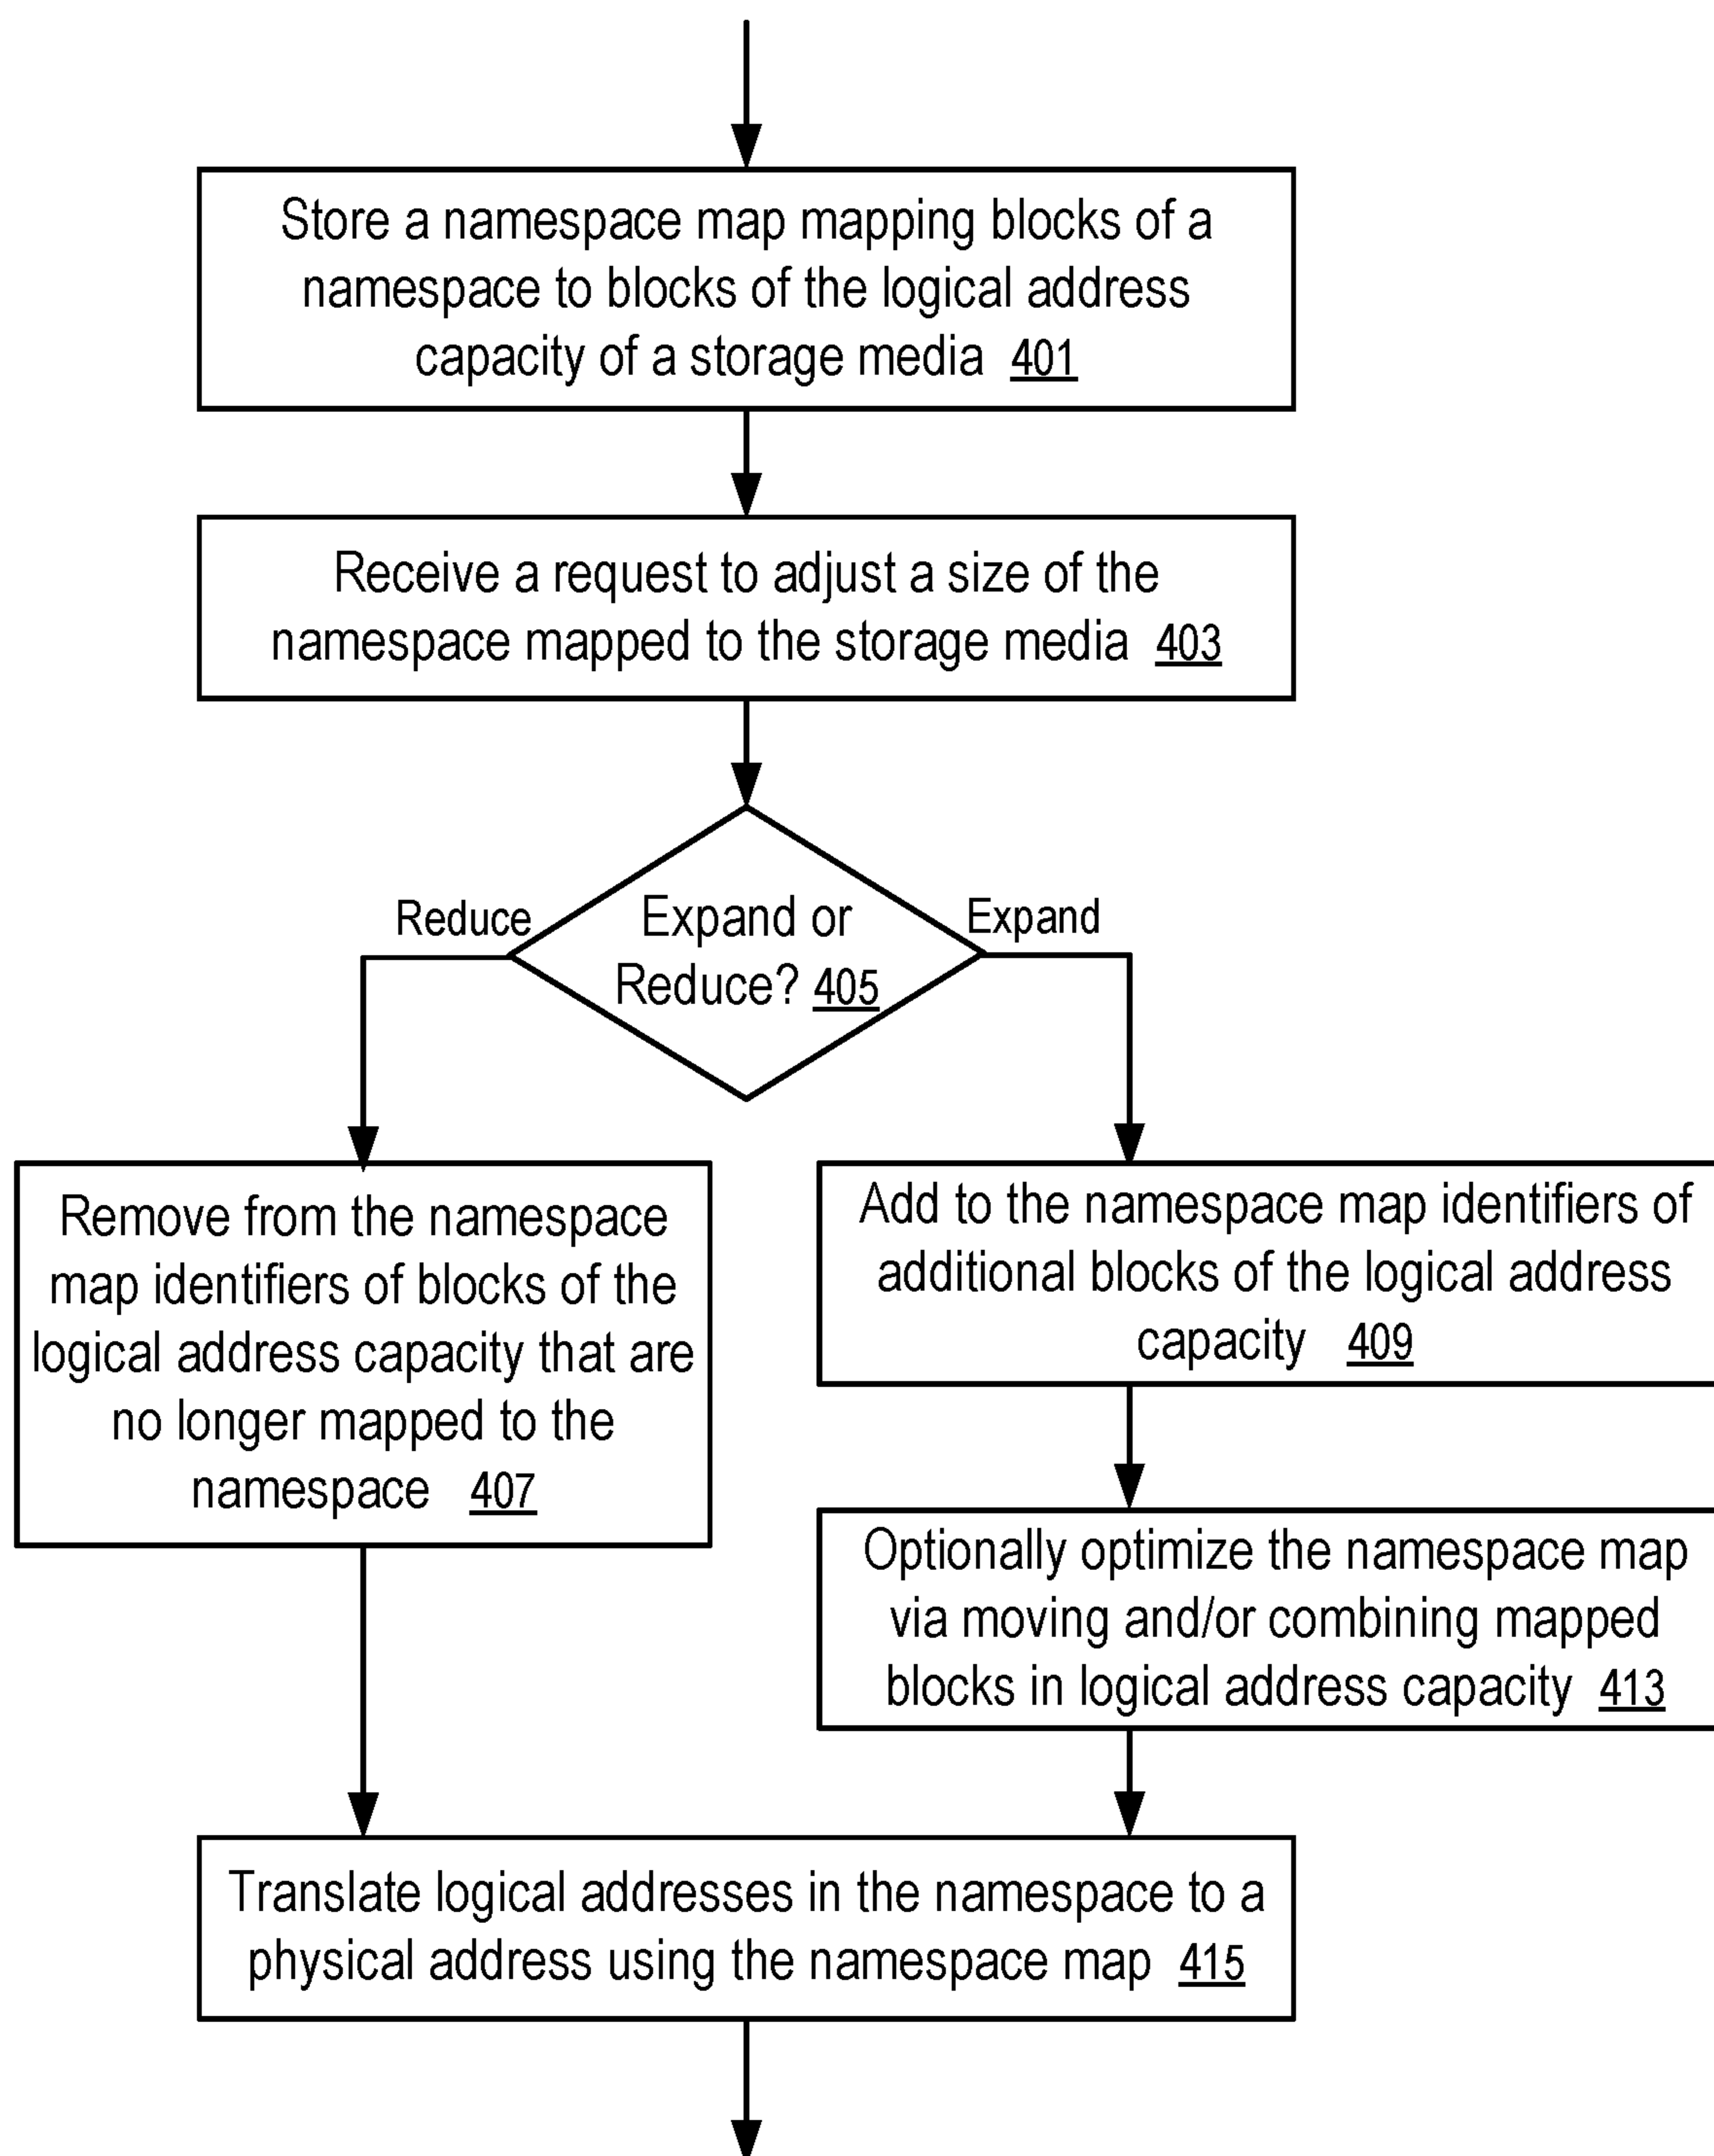 Store a namespace map mapping blocks of a
namespace to blocks of the logical address
capacity of a storage media 401
Receive a request to adjust a size of the
namespace mapped to the storage media 403
Reduce
Expand or
Reduce? 405
Expand
Remove from the namespace
map identifiers of blocks of the
logical address capacity that are
no longer mapped to the
namespace 407
Add to the namespace map identifiers of
additional blocks of the logical address
capacity 409
Optionally optimize the namespace map
via moving and/or combining mapped
blocks in logical address capacity 413
Translate logical addresses in the namespace to a
physical address using the namespace map 415